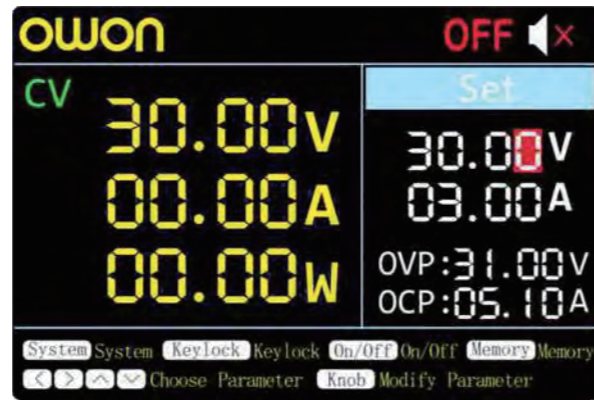 owon OFF
CV Set
30.00V 30.00V
00.00A 03.00A
00.00W
OVP:31.00V
OCP:05.10A
System System Keylock Keylock On/Off On/Off Memory Memory
Choose Parameter Knob Modify Parameter